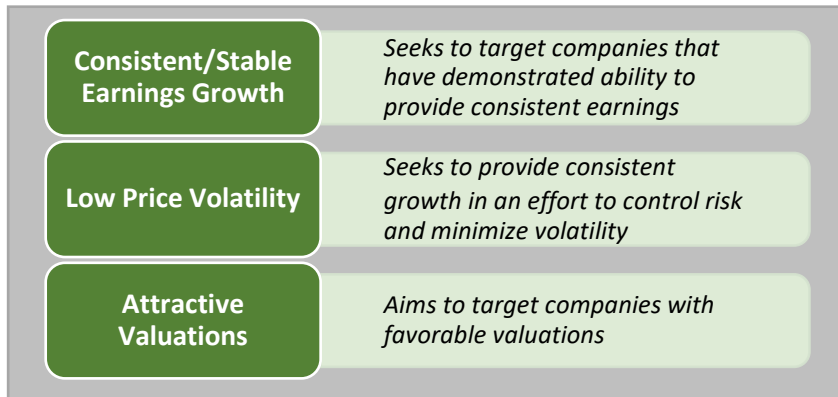 Consistent/Stable
Earnings Growth
Seeks to target companies that
have demonstrated ability to
provide consistent earnings
Low Price Volatility
Seeks to provide consistent
growth in an effort to control risk
and minimize volatility
Attractive
Valuations
Aims to target companies with
favorable valuations